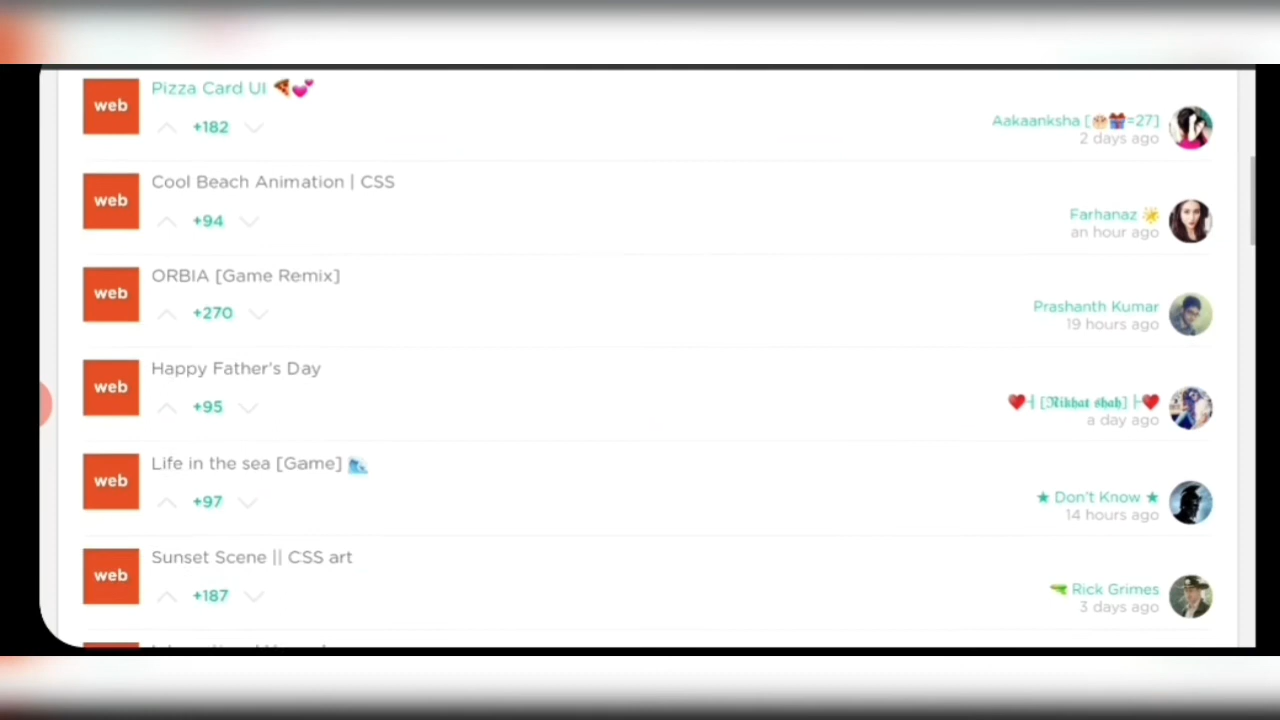 web
Pizza Card UI 🍕💕
+182
Aakaanksha [🎂🎁=27]
2 days ago
web
Cool Beach Animation | CSS
+94
Farhanaz 🌟
an hour ago
web
ORBIA [Game Remix]
+270
Prashanth Kumar
19 hours ago
web
Happy Father's Day
+95
❤┤[ℜ𝔦𝔨𝔥𝔞𝔱 𝔰𝔥𝔞𝔥]├❤
a day ago
web
Life in the sea [Game] 🌊
+97
★ Don't Know ★
14 hours ago
web
Sunset Scene || CSS art
+187
🔫 Rick Grimes
3 days ago